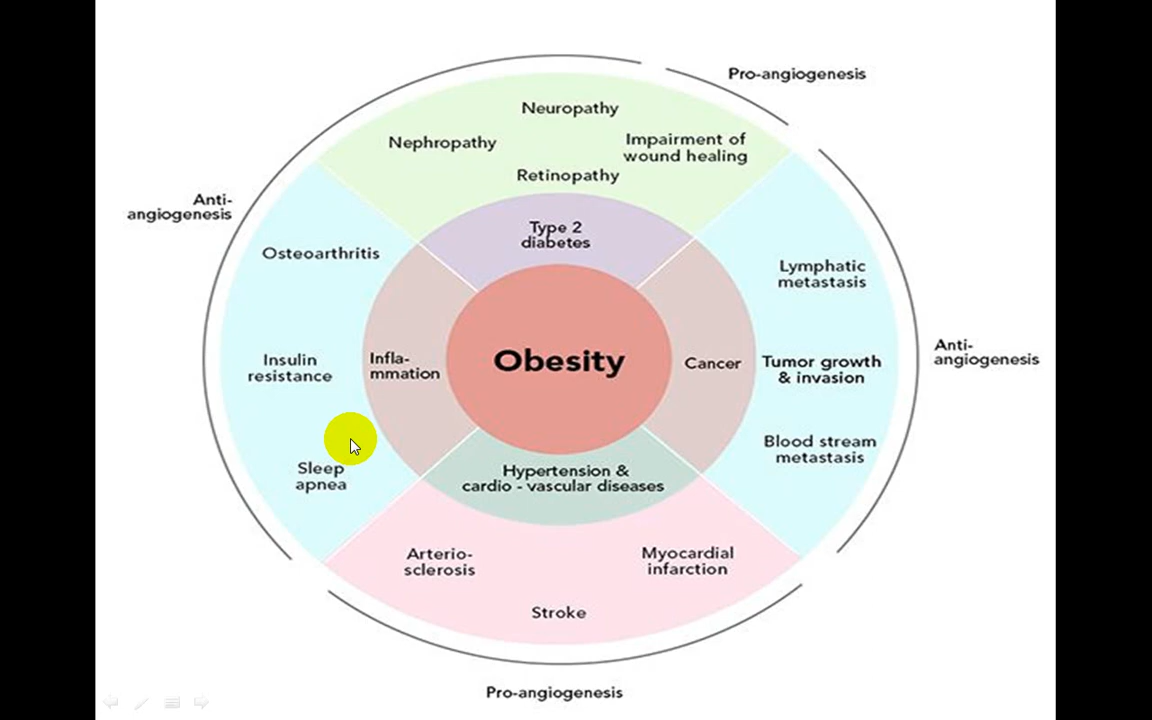 Pro-angiogenesis
Neuropathy
Nephropathy
Impairment of
wound healing
Retinopathy
Anti-
angiogenesis
Type 2
diabetes
Osteoarthritis
Lymphatic
metastasis
Insulin
resistance
Infla-
mmation
Obesity
Cancer
Tumor growth
& invasion
Anti-
angiogenesis
Blood stream
metastasis
Sleep
apnea
Hypertension &
cardio - vascular diseases
Arterio-
sclerosis
Myocardial
infarction
Stroke
Pro-angiogenesis